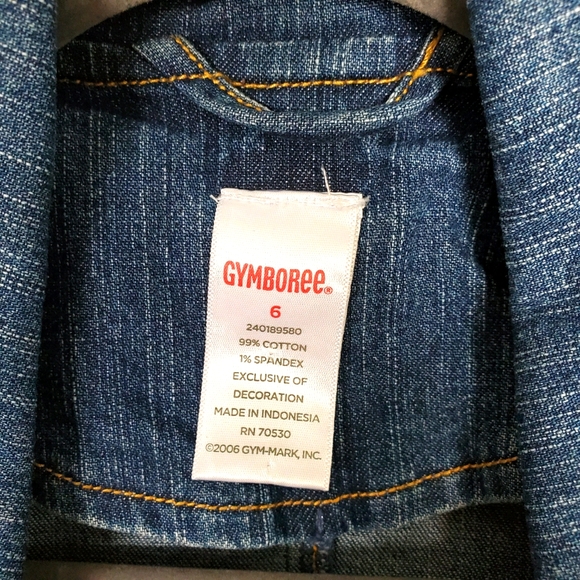 GYMBOREE®
6
240189580
99% COTTON
1% SPANDEX
EXCLUSIVE OF
DECORATION
MADE IN INDONESIA
RN 70530
©2006 GYM-MARK, INC.